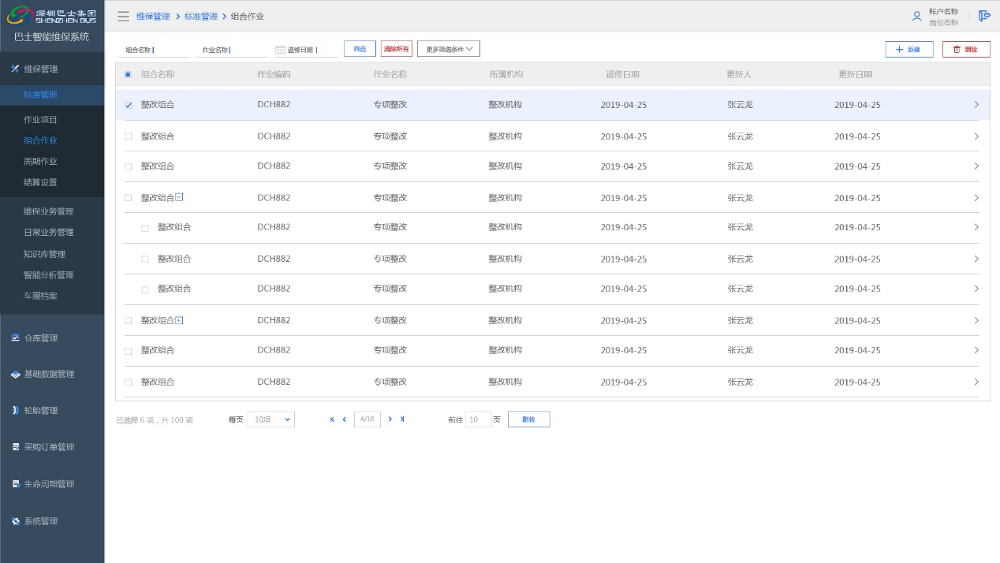 深圳巴士集团
SHENZHEN BUS
巴士智能维保系统
维保管理
标准管理
作业项目
组合作业
周期作业
结算设置
维保业务管理
日常业务管理
知识库管理
智能分析管理
车履档案
仓库管理
基础数据管理
轮胎管理
采购订单管理
生命周期管理
系统管理
维保管理 > 标准管理 > 组合作业
账户名称
岗位名称
组合名称 作业名称 返修日期 筛选 清除所有 更多筛选条件 + 新建 删除
组合名称 作业编码 作业名称 所属机构 返修日期 更新人 更新日期
整改组合 DCH882 专项整改 整改机构 2019-04-25 张云龙 2019-04-25
整改组合 DCH882 专项整改 整改机构 2019-04-25 张云龙 2019-04-25
整改组合 DCH882 专项整改 整改机构 2019-04-25 张云龙 2019-04-25
整改组合 DCH882 专项整改 整改机构 2019-04-25 张云龙 2019-04-25
整改组合 DCH882 专项整改 整改机构 2019-04-25 张云龙 2019-04-25
整改组合 DCH882 专项整改 整改机构 2019-04-25 张云龙 2019-04-25
整改组合 DCH882 专项整改 整改机构 2019-04-25 张云龙 2019-04-25
整改组合 DCH882 专项整改 整改机构 2019-04-25 张云龙 2019-04-25
整改组合 DCH882 专项整改 整改机构 2019-04-25 张云龙 2019-04-25
整改组合 DCH882 专项整改 整改机构 2019-04-25 张云龙 2019-04-25
已选择 6 项，共 100 项 每页 10项 4/10 前往 10 页 跳转